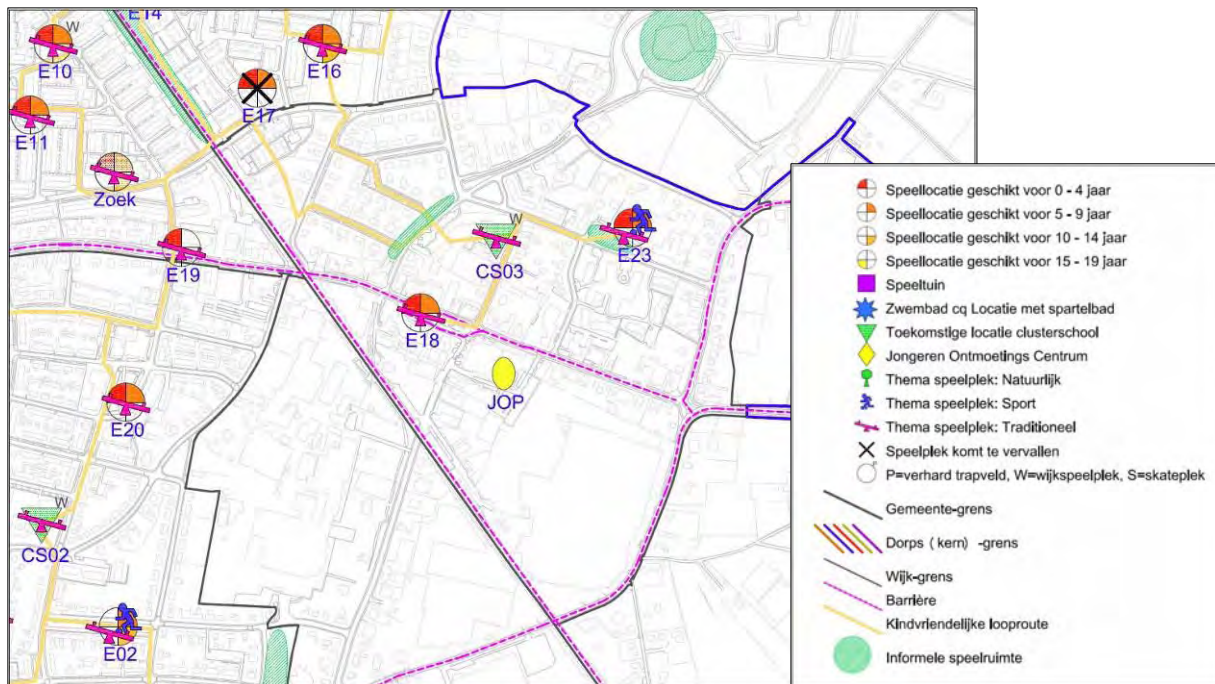 E14
W
E10
E16
E17
E11
Zoek
W
E19
CS03
E23
E18
JOP
E20
W
CS02
E02
Speellocatie geschikt voor 0 - 4 jaar
Speellocatie geschikt voor 5 - 9 jaar
Speellocatie geschikt voor 10 - 14 jaar
Speellocatie geschikt voor 15 - 19 jaar
Speeltuin
Zwembad cq Locatie met spartelbad
Toekomstige locatie clusterschool
Jongeren Ontmoetings Centrum
Thema speelplek: Natuurlijk
Thema speelplek: Sport
Thema speelplek: Traditioneel
Speelplek komt te vervallen
P=verhard trapveld, W=wijkspeelplek, S=skateplek
Gemeente-grens
Dorps ( kern) -grens
Wijk-grens
Barrière
Kindvriendelijke looproute
Informele speelruimte